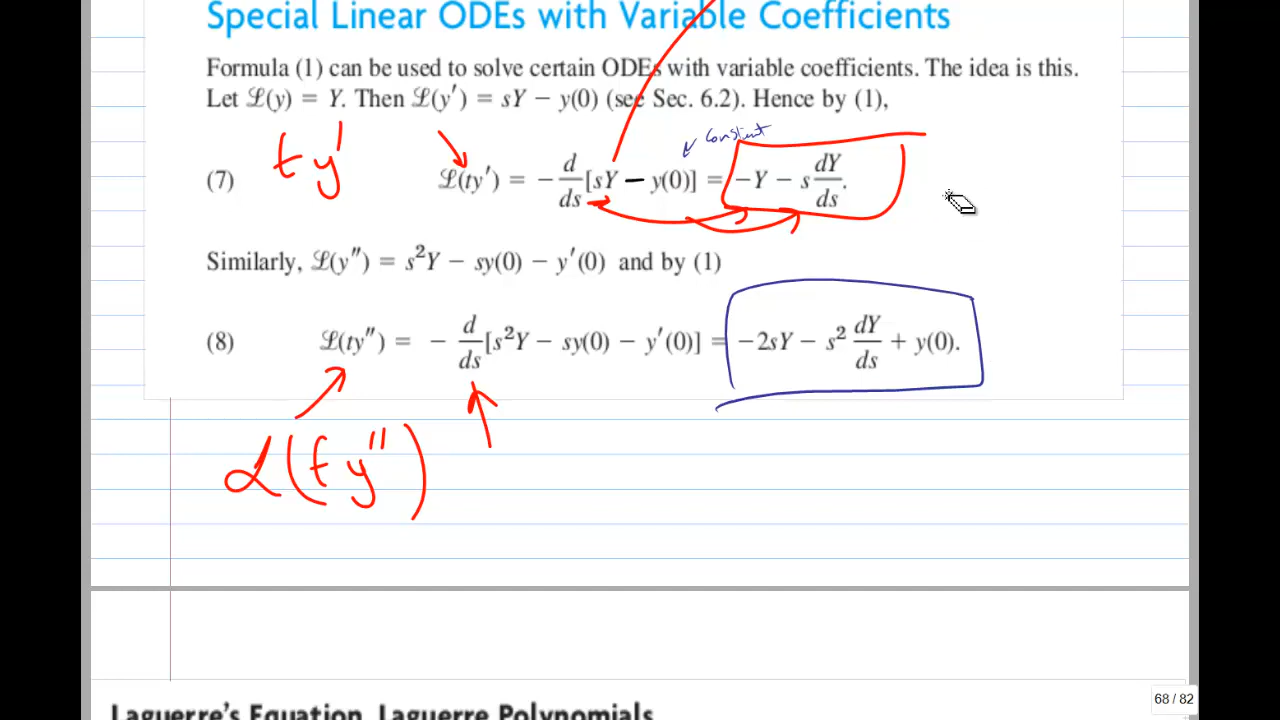 Special Linear ODEs with Variable Coefficients
Formula (1) can be used to solve certain ODEs with variable coefficients. The idea is this.
Let ℒ(y) = Y. Then ℒ(y′) = sY − y(0) (see Sec. 6.2). Hence by (1),
constant
t y′
(7) ℒ(ty′) = − d/ds [sY − y(0)] = −Y − s dY/ds.
Similarly, ℒ(y″) = s²Y − sy(0) − y′(0) and by (1)
(8) ℒ(ty″) = − d/ds [s²Y − sy(0) − y′(0)] = −2sY − s² dY/ds + y(0).
ℒ(t y″)
68 / 82
Laguerre's Equation, Laguerre Polynomials